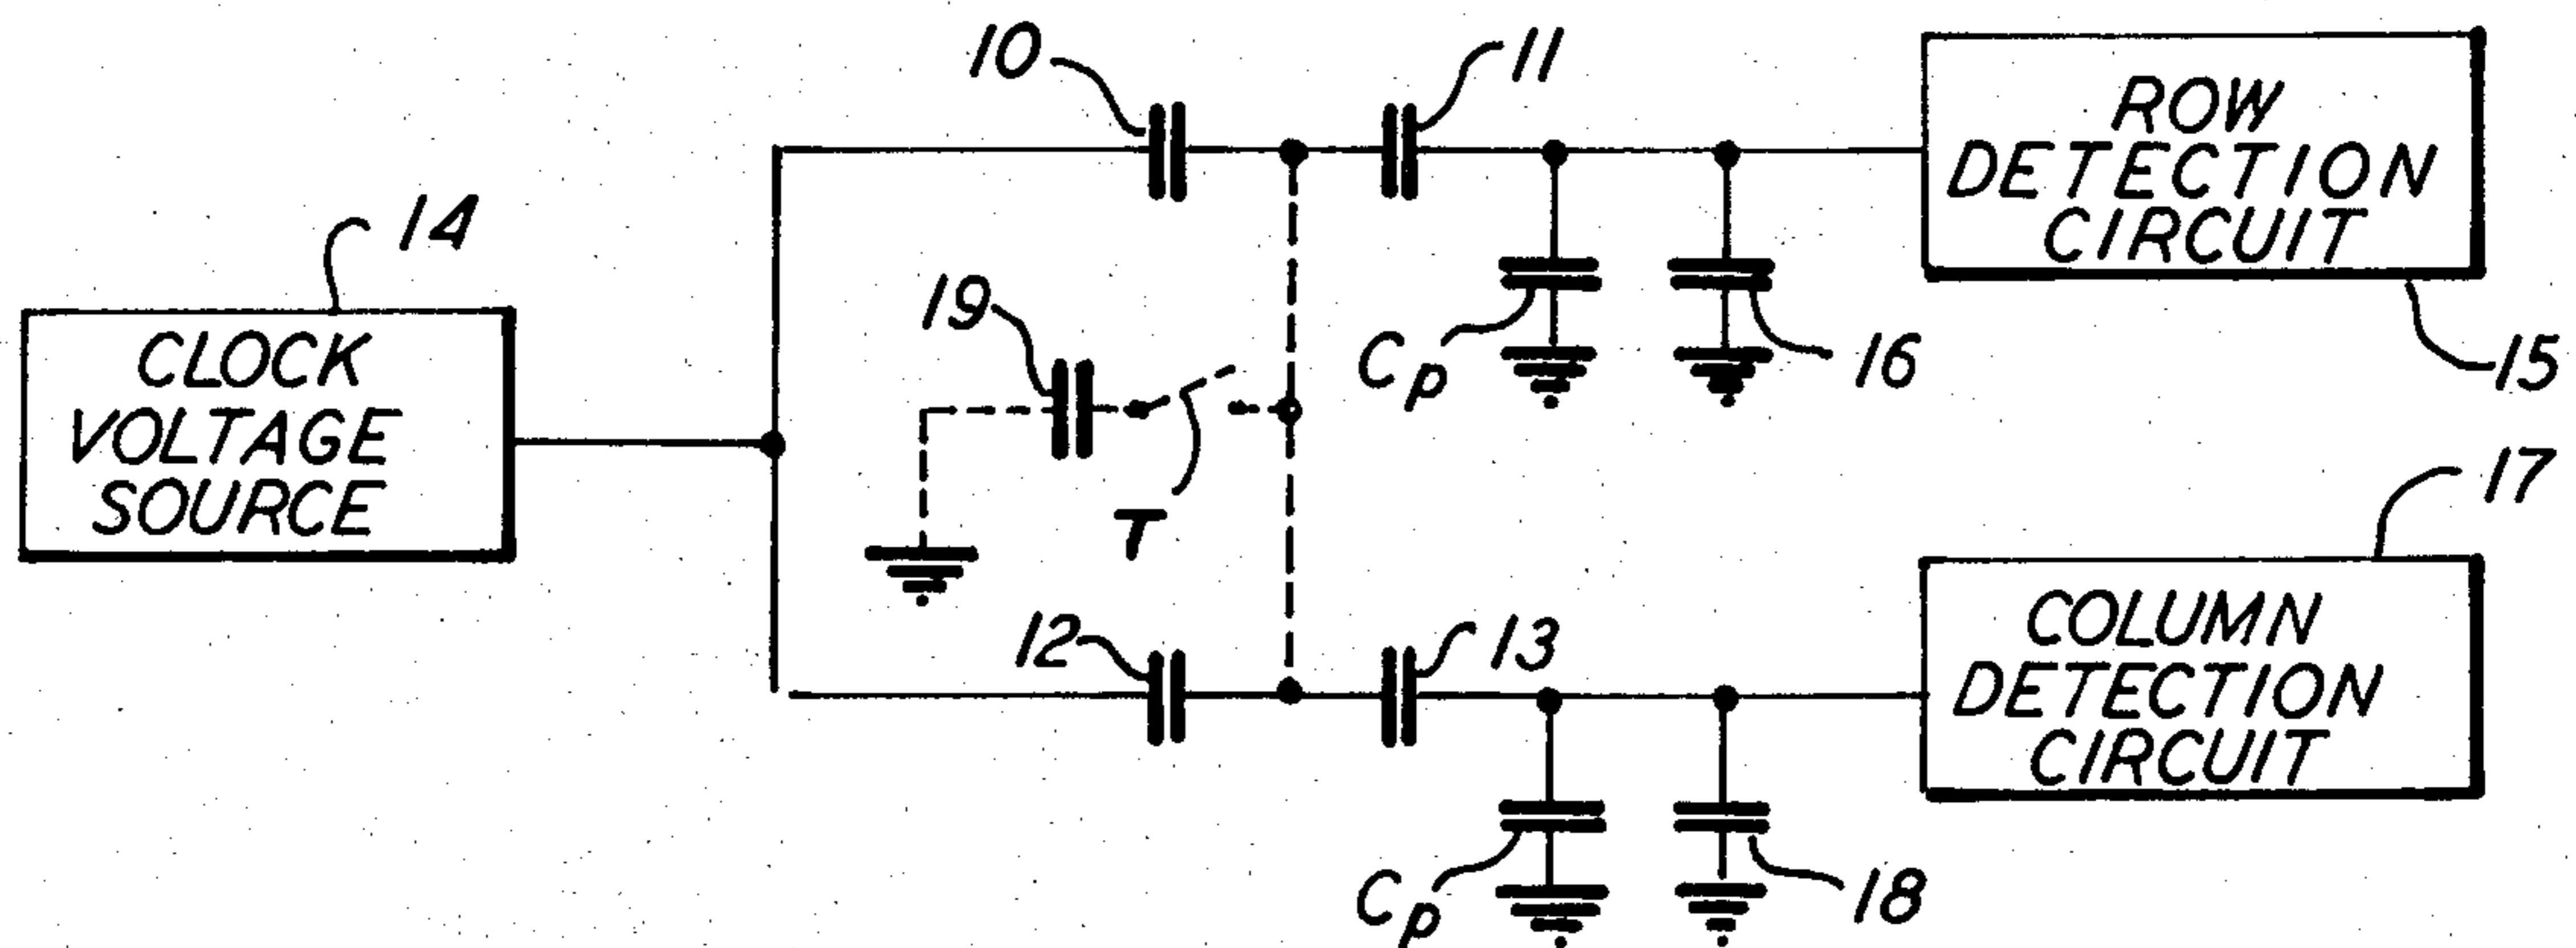 10
11
ROW
DETECTION
CIRCUIT
14
19
CLOCK
VOLTAGE
SOURCE
Cp
16
15
T
17
12
13
COLUMN
DETECTION
CIRCUIT
Cp
18